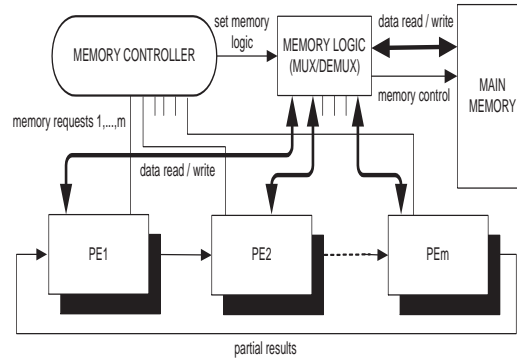 MEMORY CONTROLLER
set memory
logic
MEMORY LOGIC
(MUX/DEMUX)
data read / write
MAIN
MEMORY
memory control
memory requests 1,...,m
data read / write
PE1
PE2
PEm
partial results